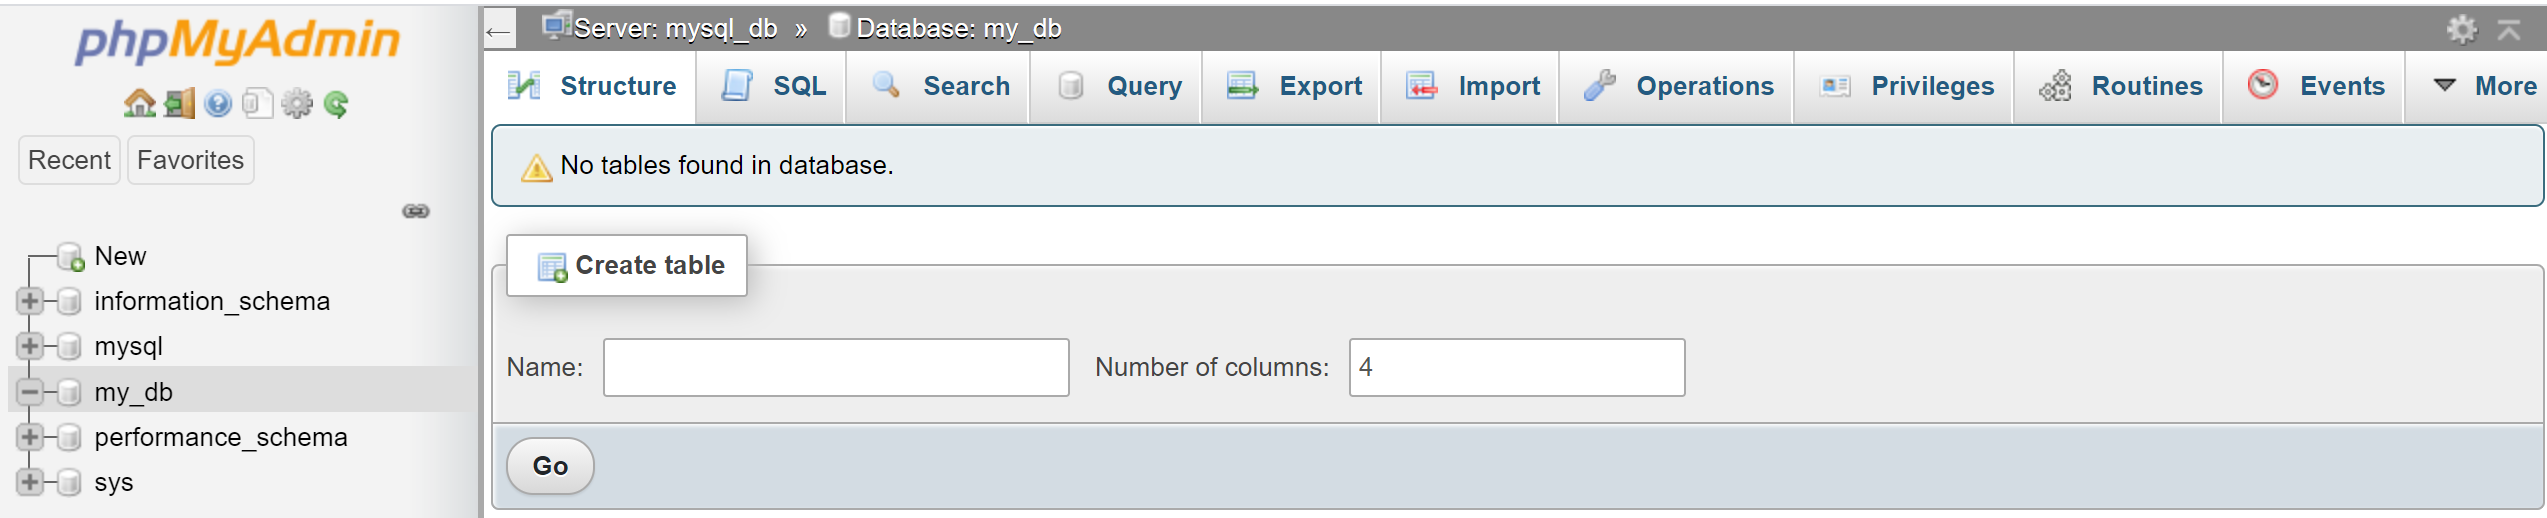 phpMyAdmin
Recent Favorites
New
information_schema
mysql
my_db
performance_schema
sys
← Server: mysql_db » Database: my_db
Structure SQL Search Query Export Import Operations Privileges Routines Events More
No tables found in database.
Create table
Name: Number of columns: 4
Go